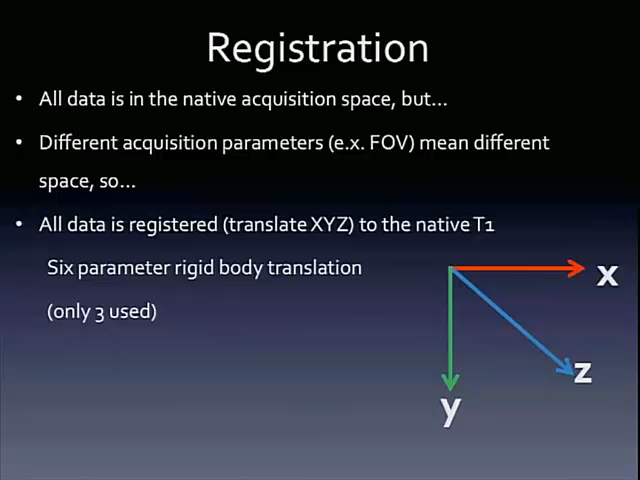 Registration
• All data is in the native acquisition space, but...
• Different acquisition parameters (e.x. FOV) mean different
space, so...
• All data is registered (translate XYZ) to the native T1
Six parameter rigid body translation
(only 3 used)
x
z
y